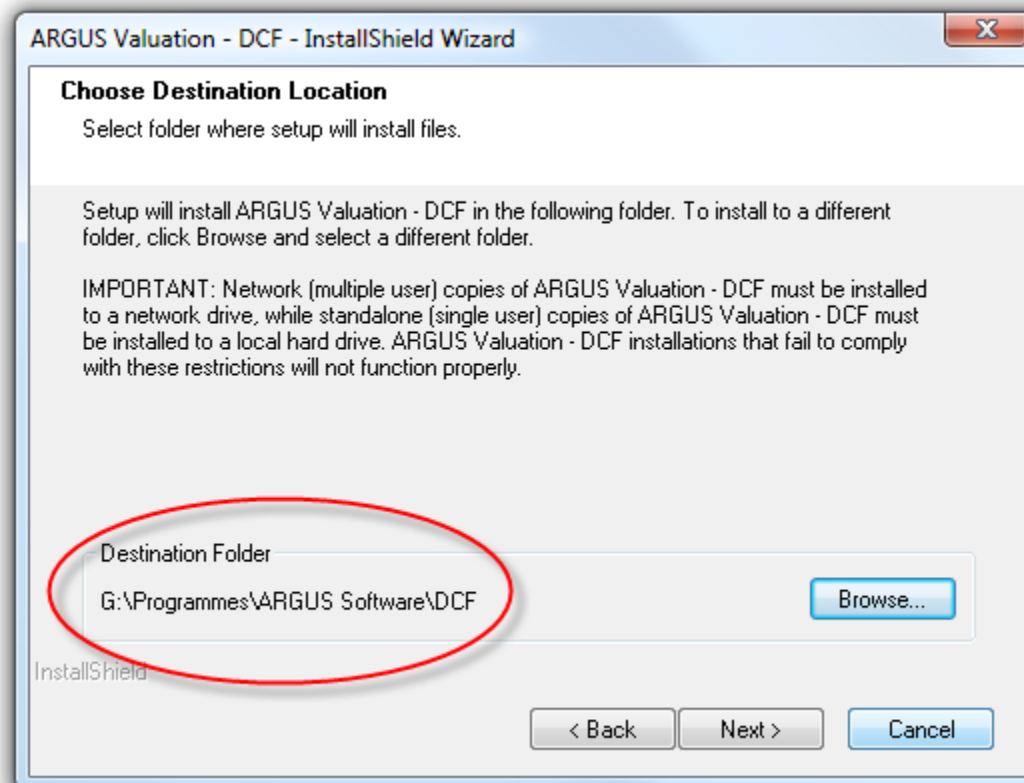 ARGUS Valuation - DCF - InstallShield Wizard
Choose Destination Location
Select folder where setup will install files.
Setup will install ARGUS Valuation - DCF in the following folder. To install to a different
folder, click Browse and select a different folder.
IMPORTANT: Network (multiple user) copies of ARGUS Valuation - DCF must be installed
to a network drive, while standalone (single user) copies of ARGUS Valuation - DCF must
be installed to a local hard drive. ARGUS Valuation - DCF installations that fail to comply
with these restrictions will not function properly.
Destination Folder
G:\Programmes\ARGUS Software\DCF
Browse...
InstallShield
< Back
Next >
Cancel